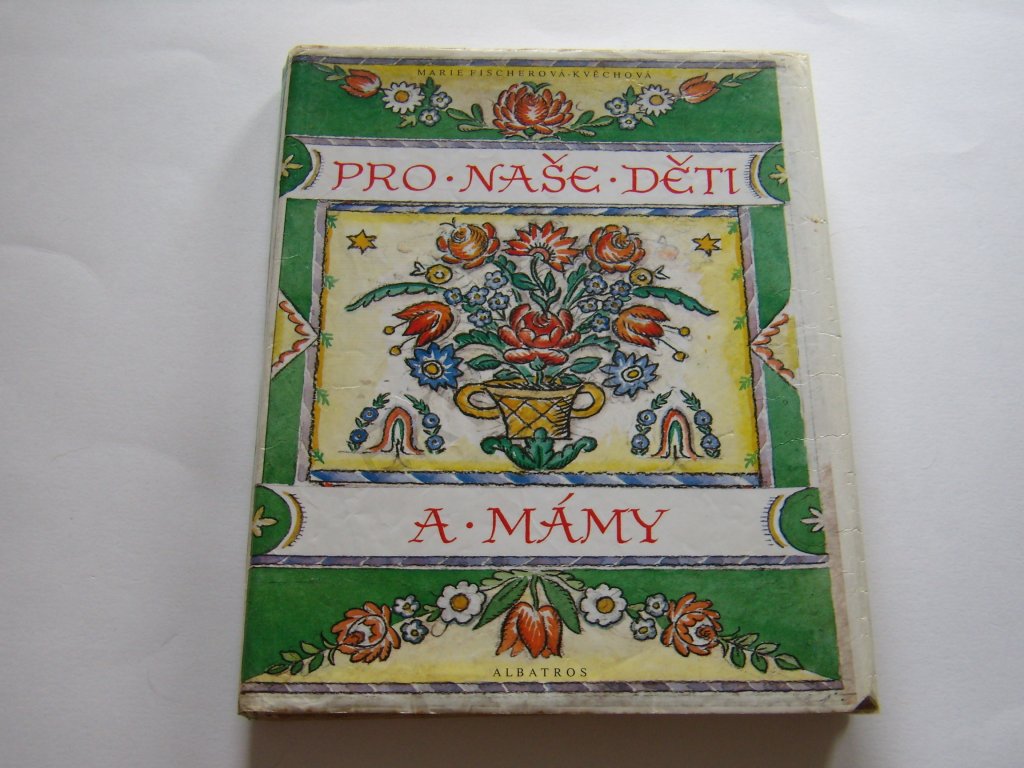 MARIE FISCHEROVÁ-KVĚCHOVÁ
PRO · NAŠE · DĚTI
A · MÁMY
ALBATROS